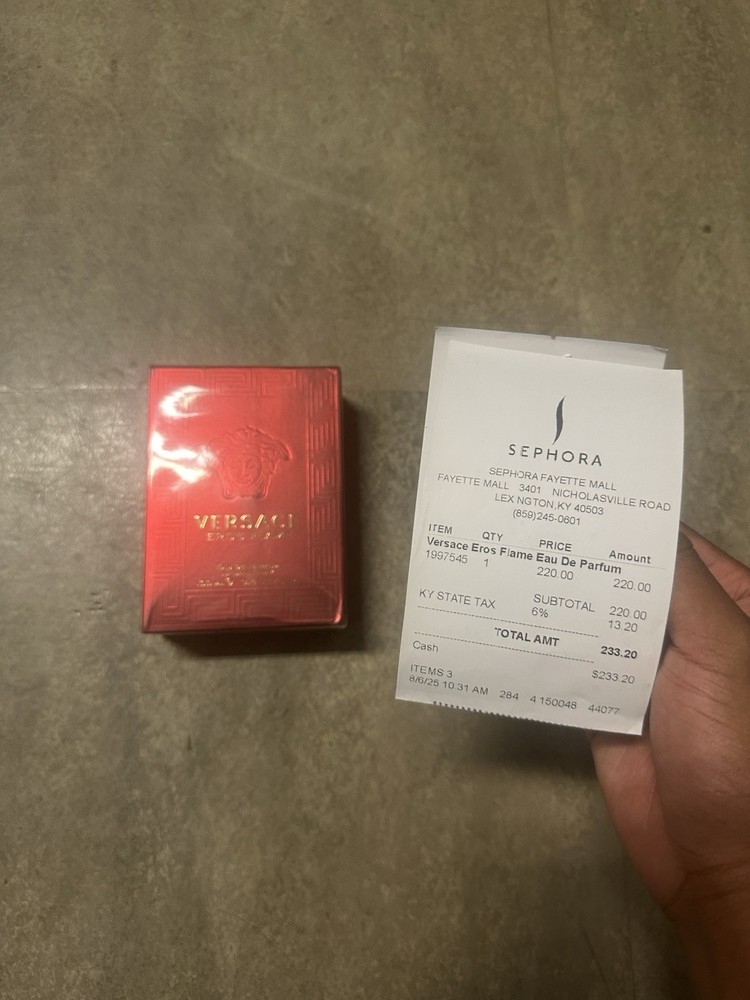 VERSACE
EROS
SEPHORA
SEPHORA FAYETTE MALL
FAYETTE MALL 3401 NICHOLASVILLE ROAD
LEX NGTON,KY 40503
(859)245-0601
ITEM QTY PRICE Amount
Versace Eros Flame Eau De Parfum
1997545 1 220.00 220.00
SUBTOTAL 220.00
KY STATE TAX 6% 13.20
TOTAL AMT 233.20
Cash $233.20
ITEMS 3
8/6/25 10:31 AM 284 4 150048 44077